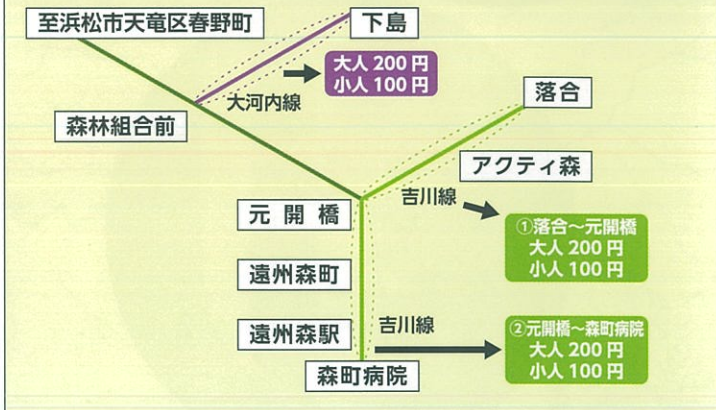 至浜松市天竜区春野町
下島
大人 200 円
小人 100 円
大河内線
落合
森林組合前
アクティ森
吉川線
元開橋
①落合～元開橋
大人 200 円
小人 100 円
遠州森町
遠州森駅
吉川線
②元開橋～森町病院
大人 200 円
小人 100 円
森町病院